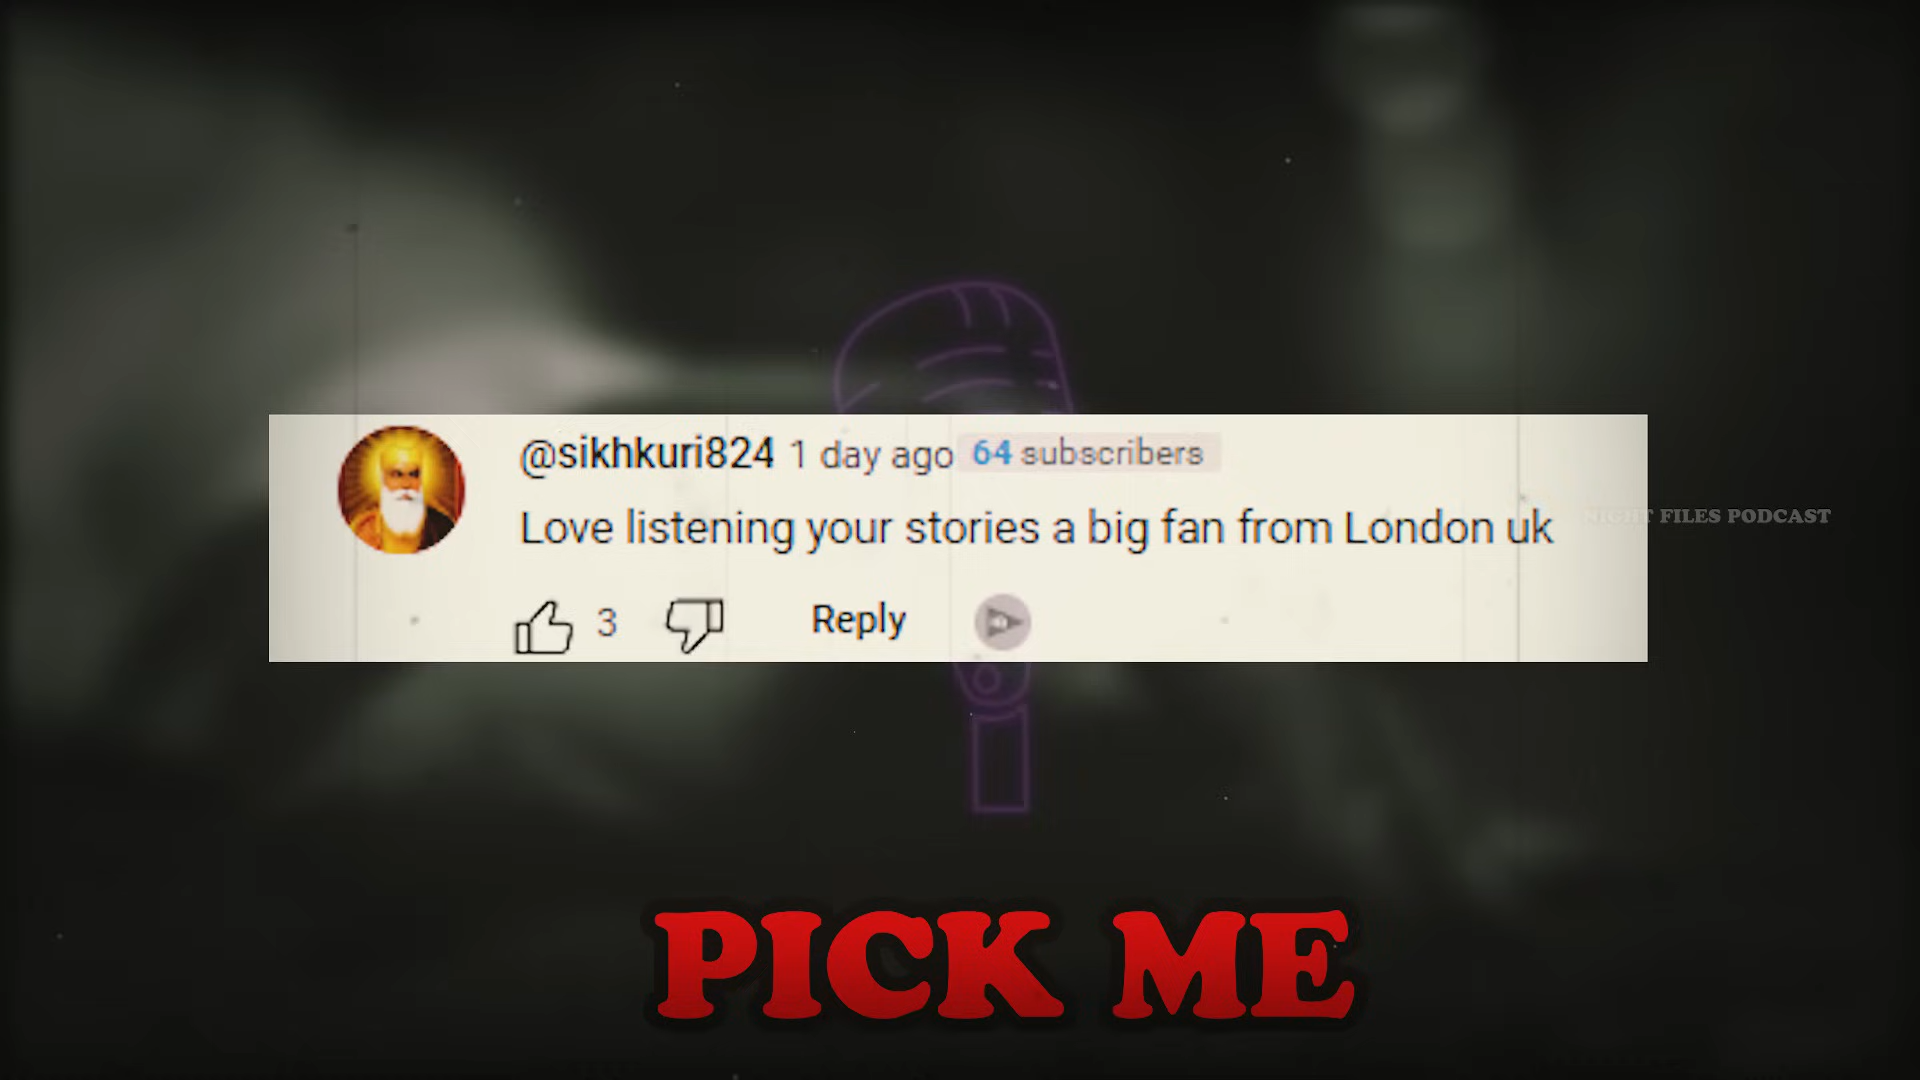 @sikhkuri824 1 day ago 64 subscribers
Love listening your stories a big fan from London uk
3 Reply
NIGHT FILES PODCAST
PICK ME